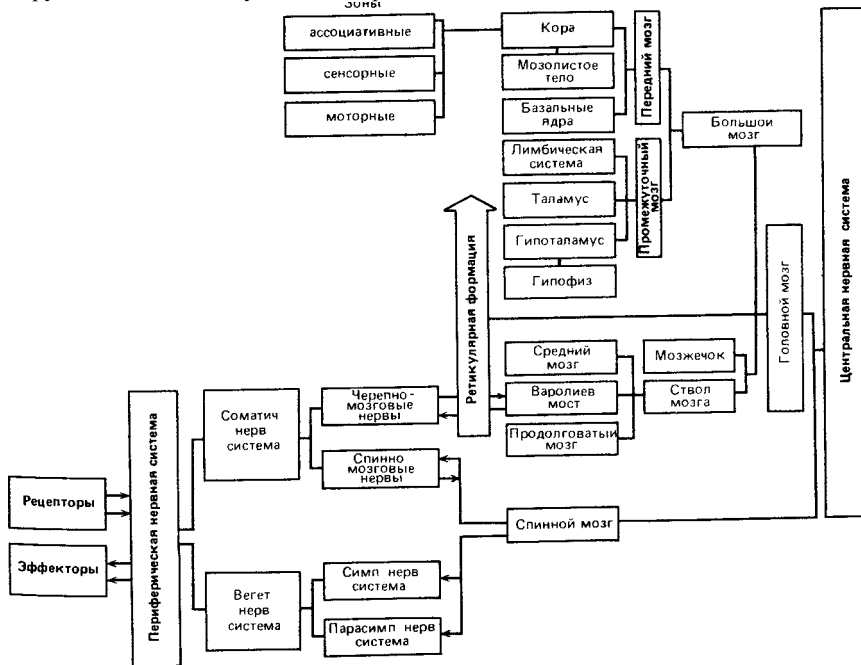 Зоны
ассоциативные
сенсорные
моторные
Кора
Мозолистое
тело
Базальные
ядра
Передний мозг
Лимбическая
система
Таламус
Гипоталамус
Гипофиз
Промежуточный
мозг
Большой
мозг
Ретикулярная формация
Средний
мозг
Варолиев
мост
Продолговатый
мозг
Мозжечок
Ствол
мозга
Головной мозг
Центральная нервная система
Черепно-
мозговые
нервы
Спинно
мозговые
нервы
Соматич
нерв
система
Периферическая нервная система
Рецепторы
Эффекторы
Спинной мозг
Вегет
нерв
система
Симп нерв
система
Парасимп нерв
система